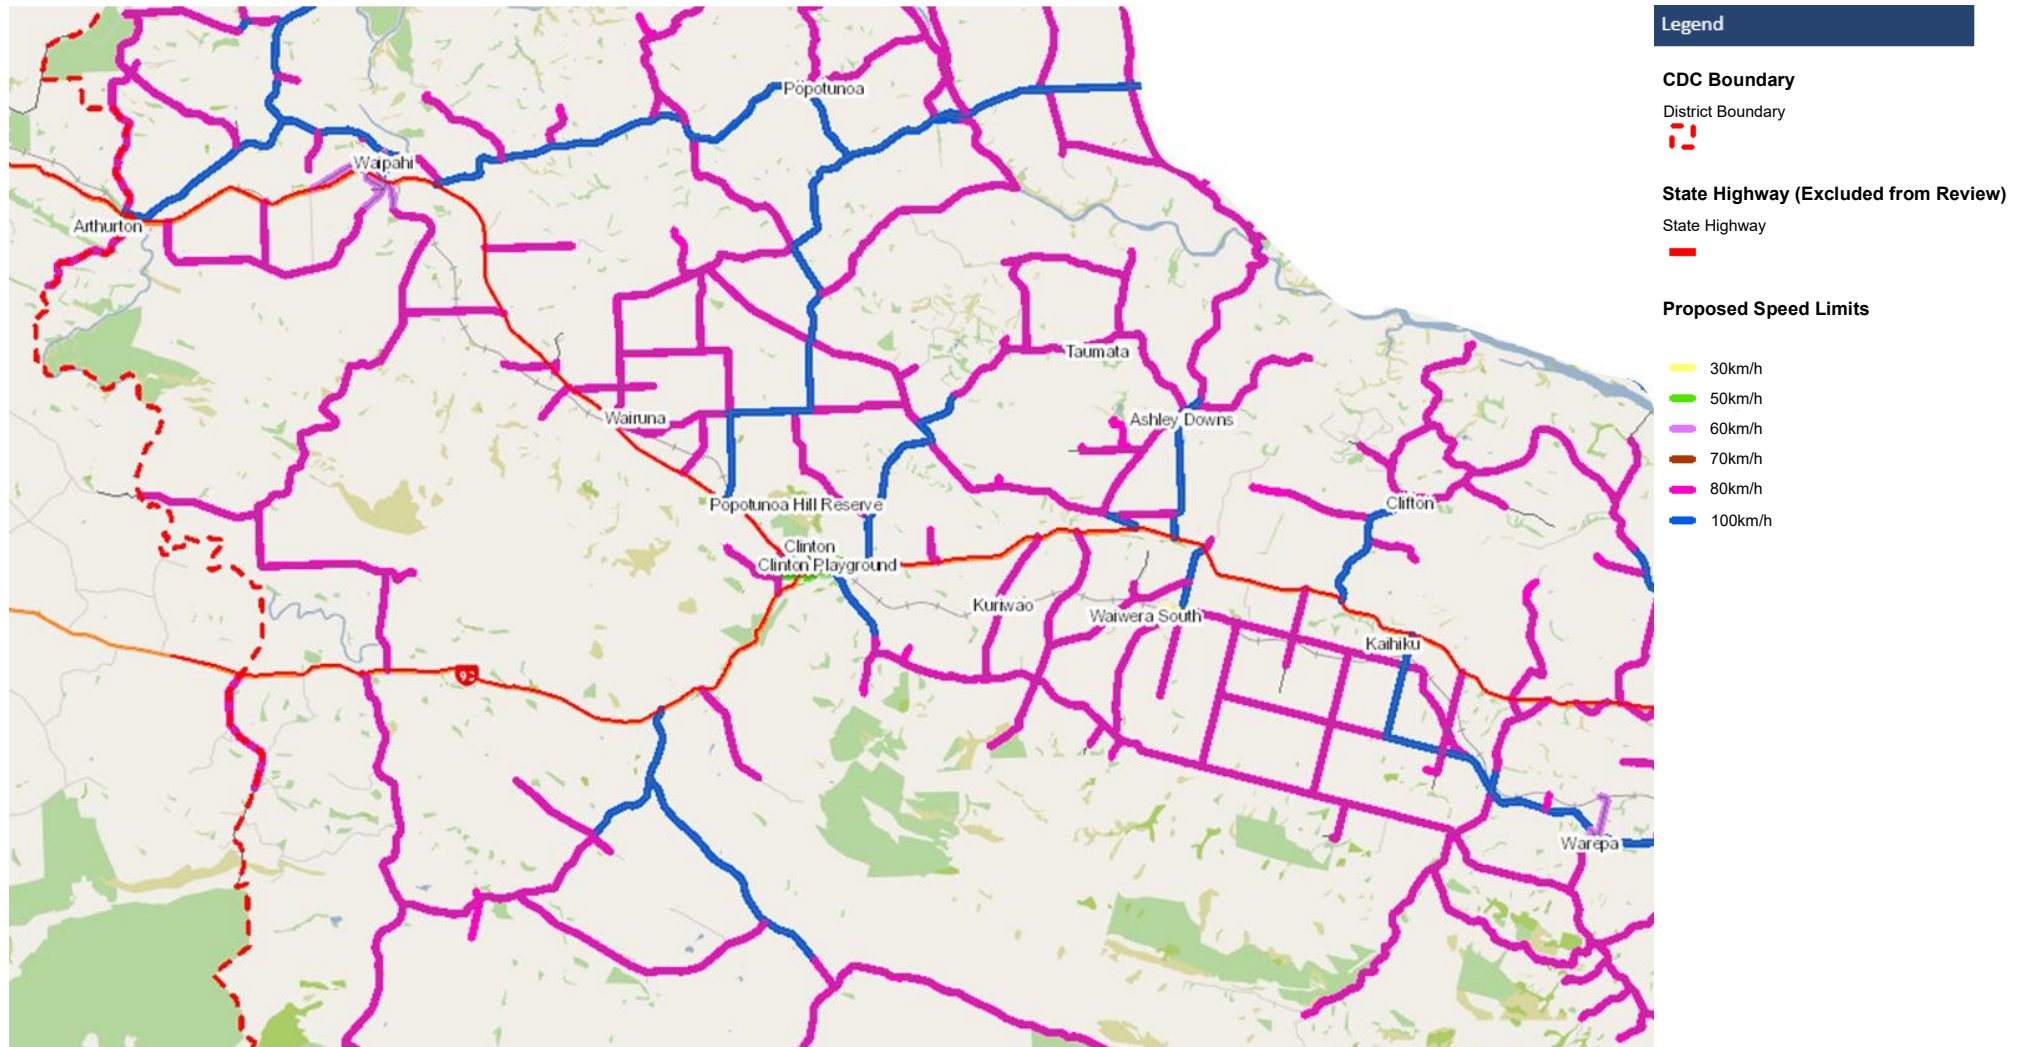 Popotunoa
Waipahi
Arthurton
Taumata
Wairuna
Ashley Downs
Popotunoa Hill Reserve
Clifton
Clinton
Clinton Playground
Kuriwao
Waiwera South
Kaihiku
Warepa
Legend
CDC Boundary
District Boundary
State Highway (Excluded from Review)
State Highway
Proposed Speed Limits
30km/h
50km/h
60km/h
70km/h
80km/h
100km/h